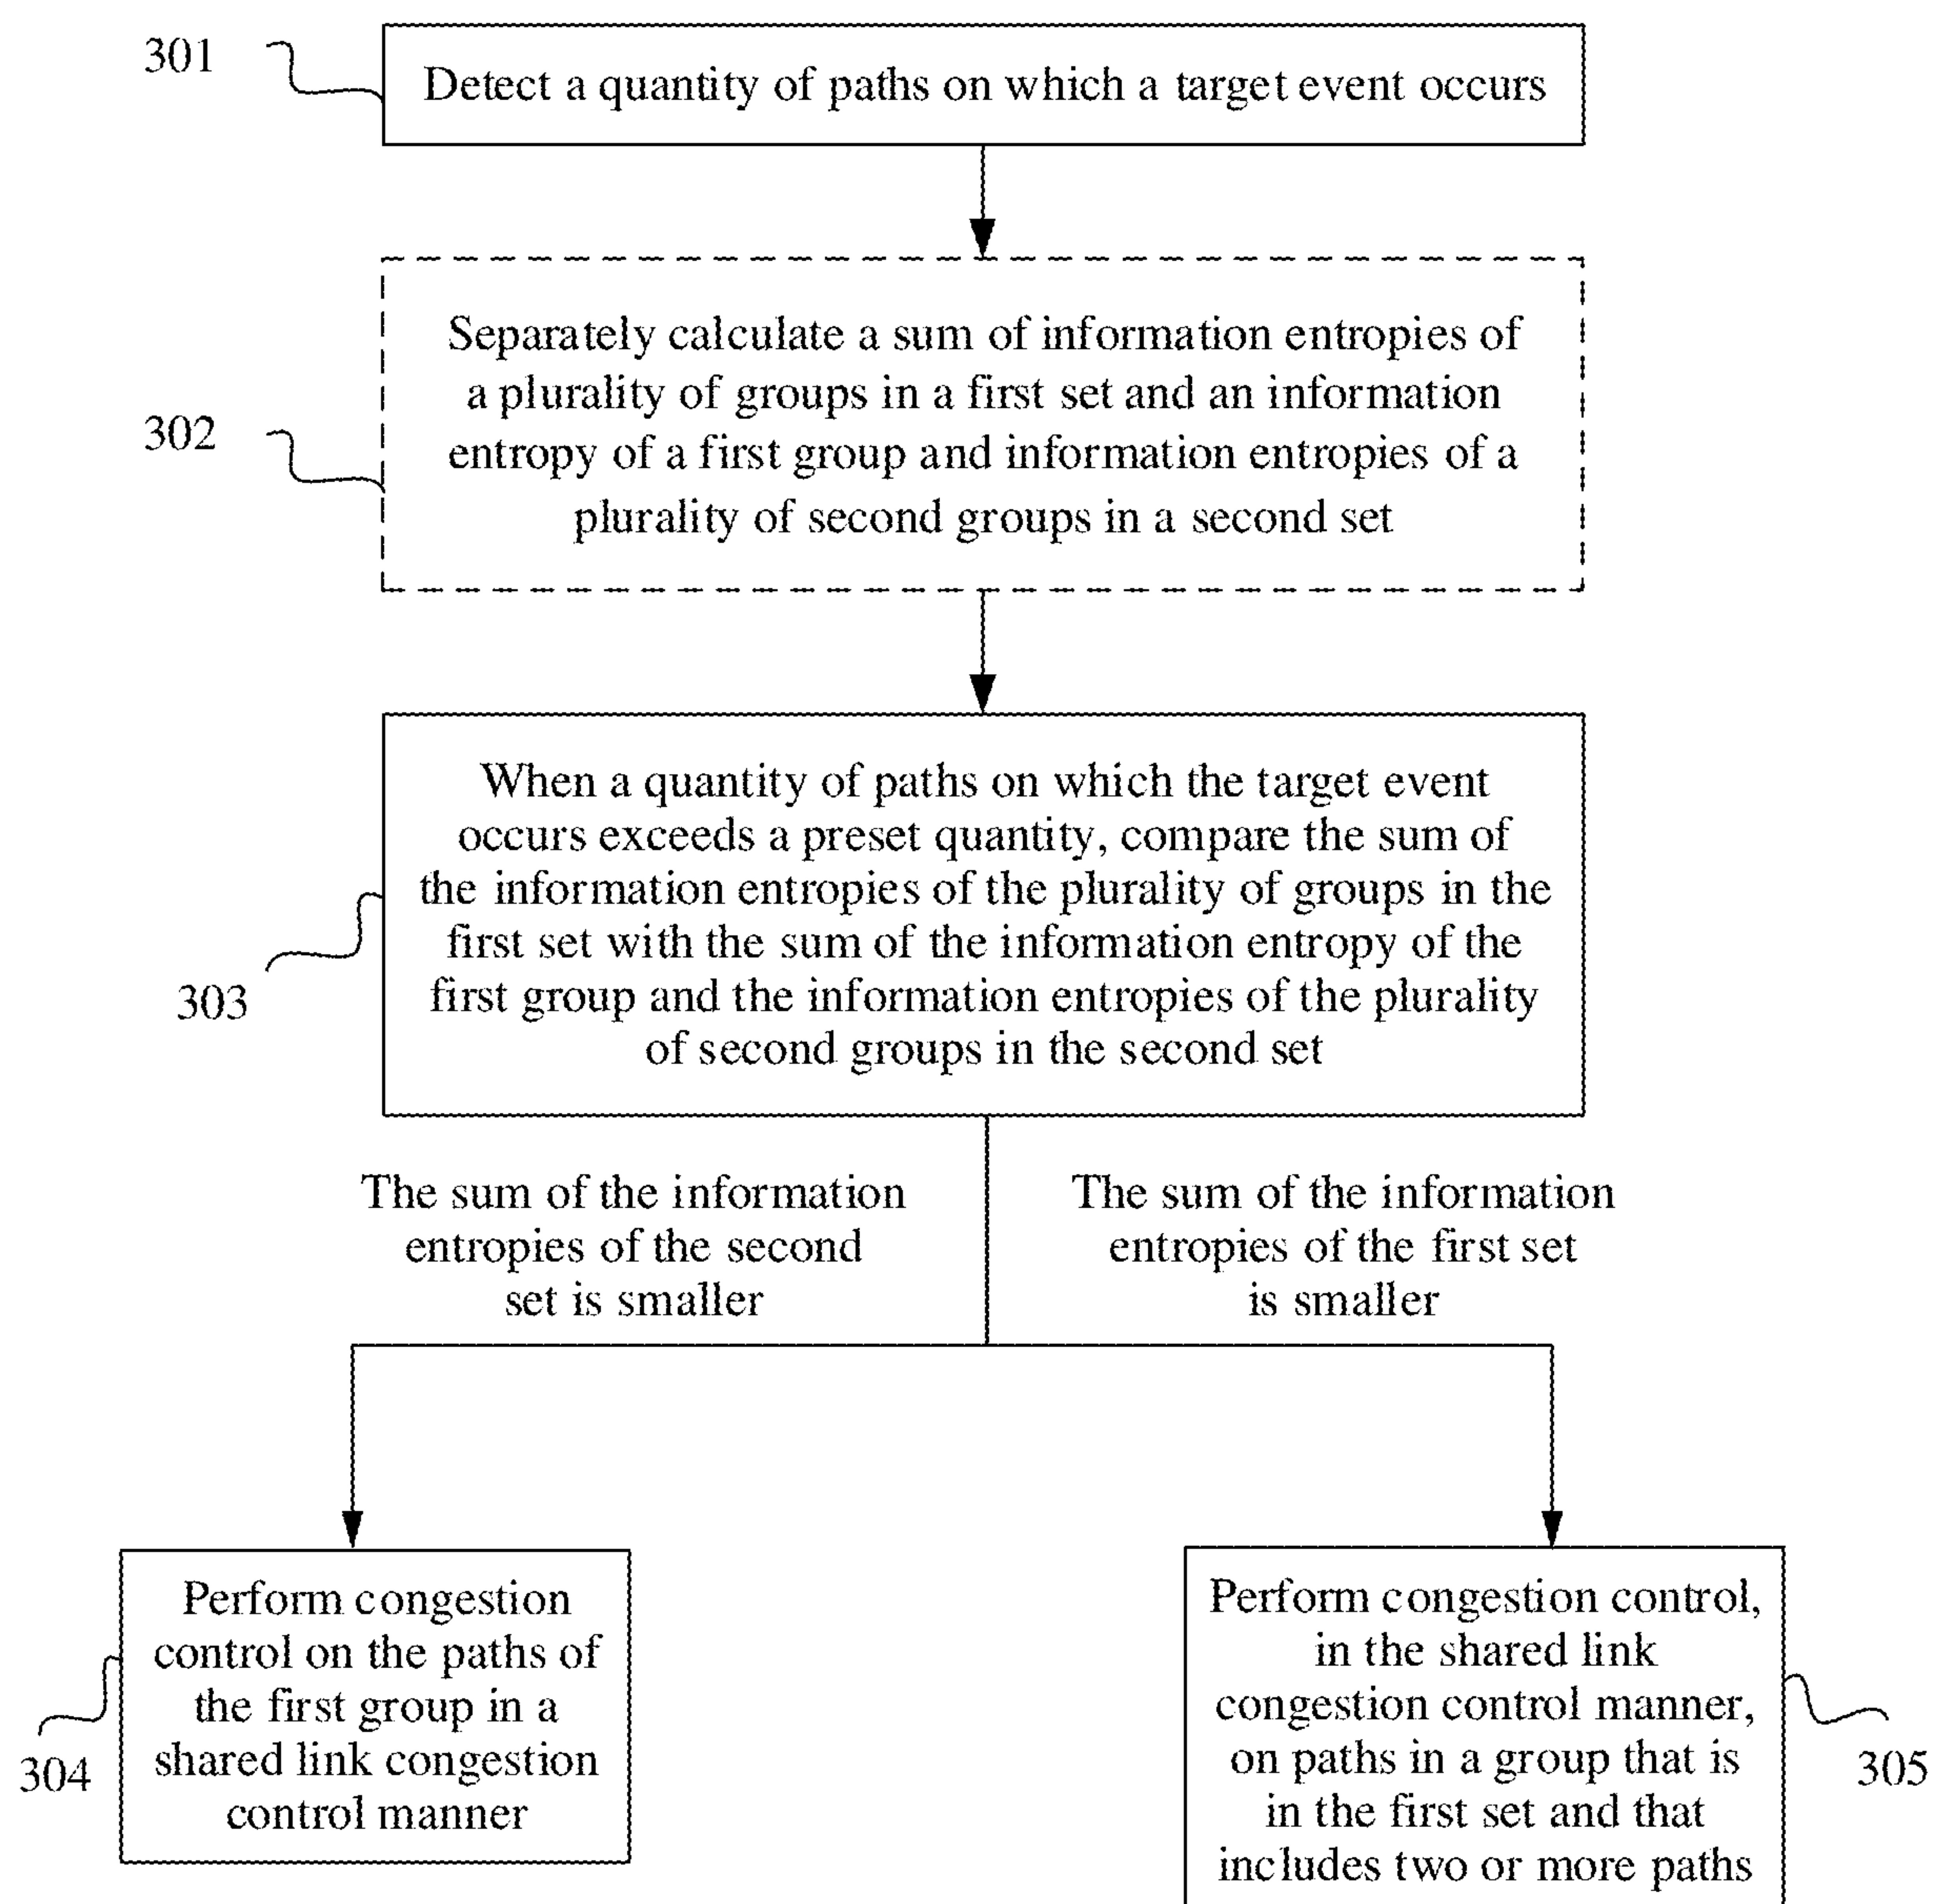 301
Detect a quantity of paths on which a target event occurs
302
Separately calculate a sum of information entropies of
a plurality of groups in a first set and an information
entropy of a first group and information entropies of a
plurality of second groups in a second set
303
When a quantity of paths on which the target event
occurs exceeds a preset quantity, compare the sum of
the information entropies of the plurality of groups in the
first set with the sum of the information entropy of the
first group and the information entropies of the plurality
of second groups in the second set
The sum of the information
entropies of the second
set is smaller
The sum of the information
entropies of the first set
is smaller
304
Perform congestion
control on the paths of
the first group in a
shared link congestion
control manner
Perform congestion control,
in the shared link
congestion control manner,
on paths in a group that is
in the first set and that
includes two or more paths
305